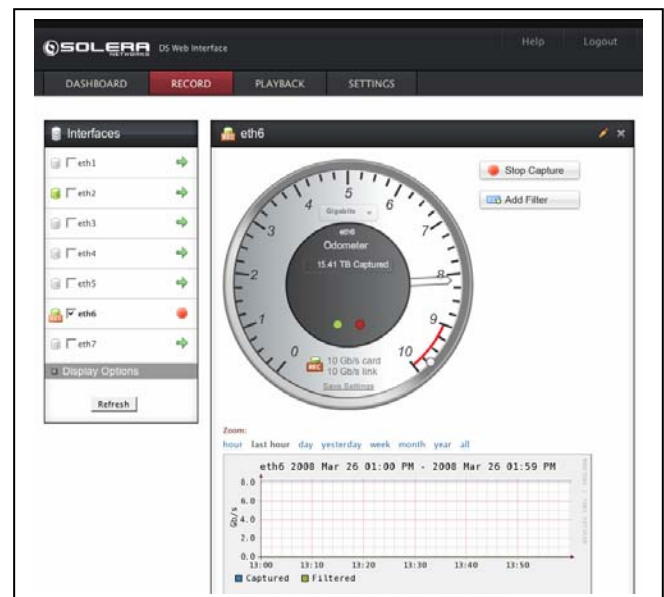 SOLERA
NETWORKS
DS Web Interface
Help
Logout
DASHBOARD
RECORD
PLAYBACK
SETTINGS
Interfaces
eth1
eth2
eth3
eth4
eth5
eth6
eth7
Display Options
Refresh
eth6
Stop Capture
Add Filter
0
1
2
3
4
5
6
7
8
9
10
Gigabits
eth6
Odometer
15.41 TB Captured
REC
10 Gb/s card
10 Gb/s link
Save Settings
Zoom:
hour last hour day yesterday week month year all
eth6 2008 Mar 26 01:00 PM - 2008 Mar 26 01:59 PM
Gb/s
8.0
6.0
4.0
2.0
0.0
13:00 13:10 13:20 13:30 13:40 13:50
Captured Filtered